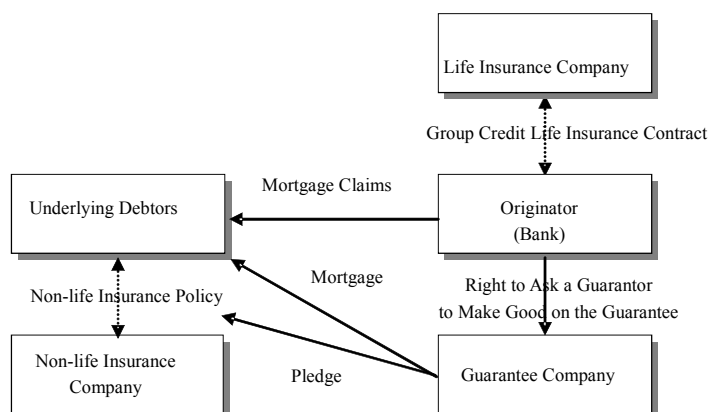 Life Insurance Company
Group Credit Life Insurance Contract
Mortgage Claims
Underlying Debtors
Originator
(Bank)
Mortgage
Right to Ask a Guarantor
to Make Good on the Guarantee
Non-life Insurance Policy
Non-life Insurance
Company
Pledge
Guarantee Company